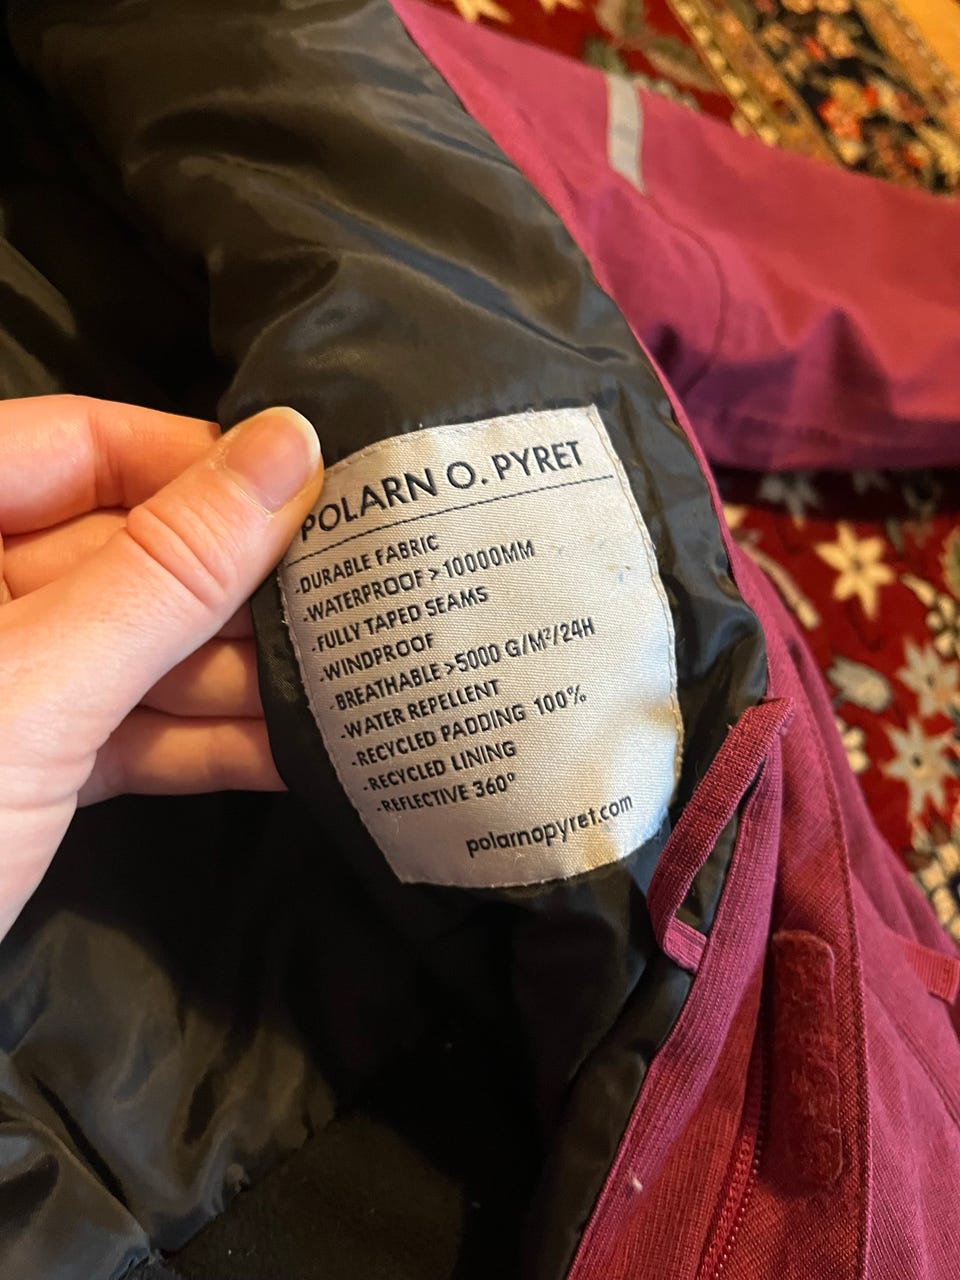 POLARN O. PYRET
-DURABLE FABRIC
-WATERPROOF >10000MM
-FULLY TAPED SEAMS
-WINDPROOF
-BREATHABLE >5000 G/M²/24H
-WATER REPELLENT
-RECYCLED PADDING 100%
-RECYCLED LINING
-REFLECTIVE 360°
polarnopyret.com